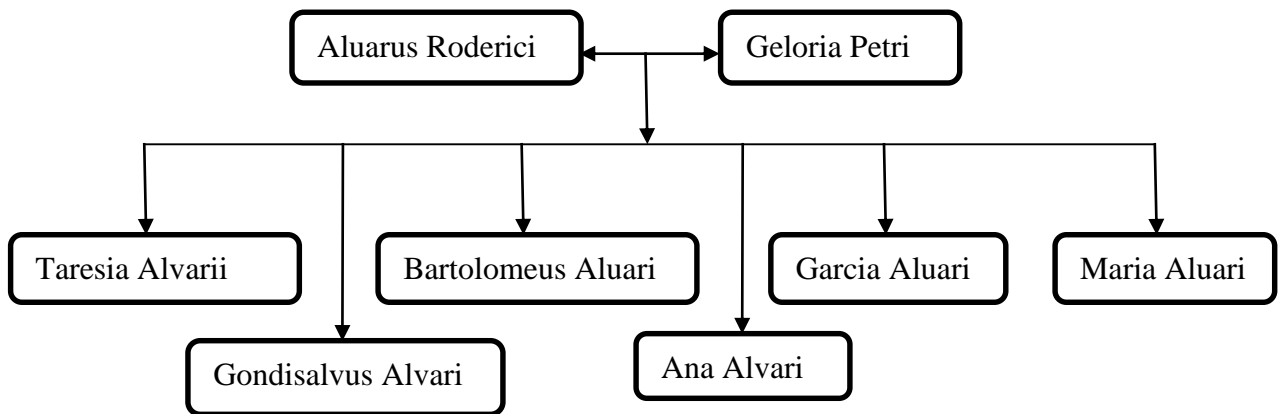 Aluarus Roderici
Geloria Petri
Taresia Alvarii
Bartolomeus Aluari
Garcia Aluari
Maria Aluari
Gondisalvus Alvari
Ana Alvari